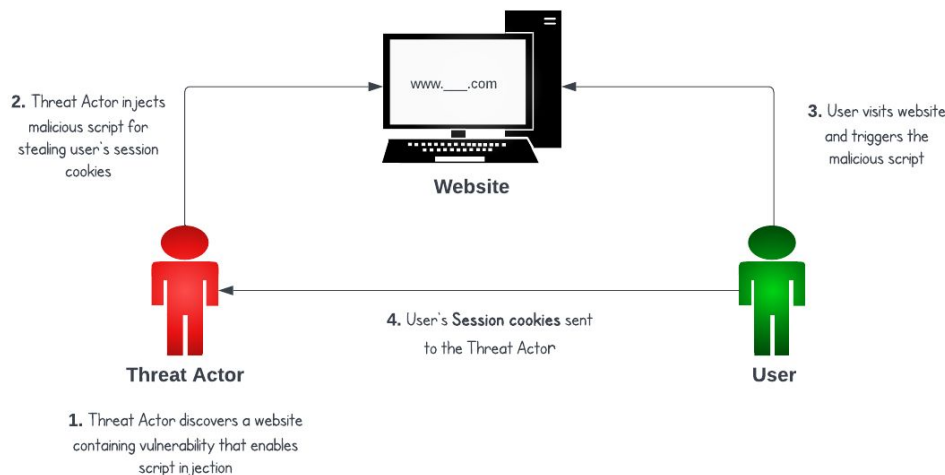 www.___.com
Website
2. Threat Actor injects
malicious script for
stealing user's session
cookies
3. User visits website
and triggers the
malicious script
4. User's Session cookies sent
to the Threat Actor
Threat Actor
User
1. Threat Actor discovers a website
containing vulnerability that enables
script injection